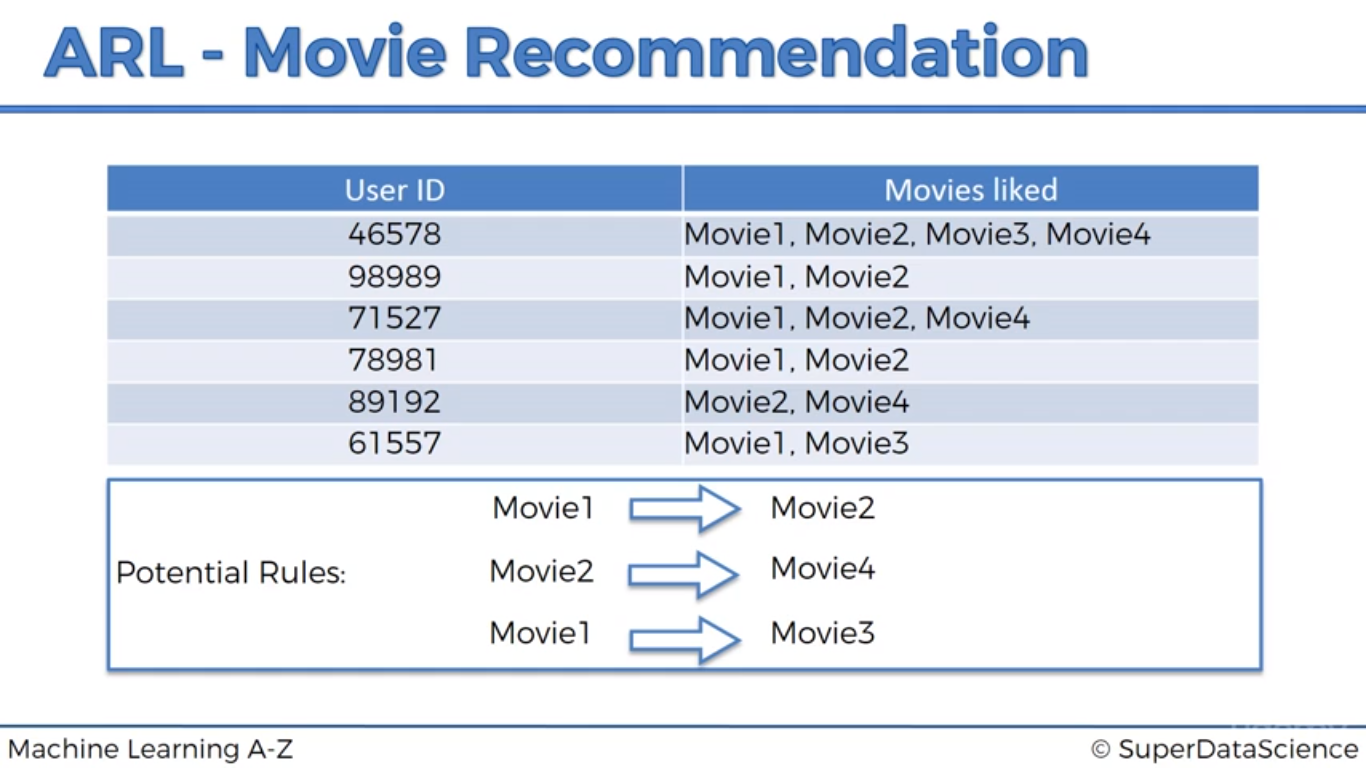 ARL - Movie Recommendation
User ID Movies liked
46578 Movie1, Movie2, Movie3, Movie4
98989 Movie1, Movie2
71527 Movie1, Movie2, Movie4
78981 Movie1, Movie2
89192 Movie2, Movie4
61557 Movie1, Movie3
Movie1 Movie2
Potential Rules: Movie2 Movie4
Movie1 Movie3
Machine Learning A-Z © SuperDataScience